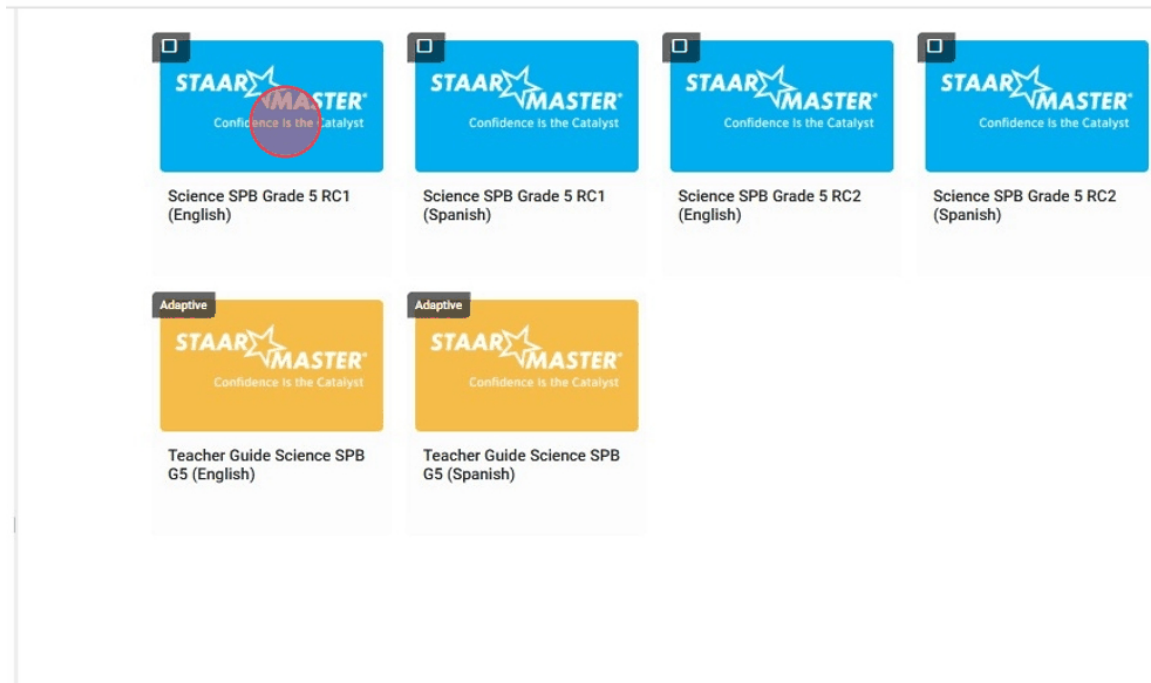 STAAR MASTER®
Confidence Is the Catalyst
Science SPB Grade 5 RC1
(English)
STAAR MASTER®
Confidence Is the Catalyst
Science SPB Grade 5 RC1
(Spanish)
STAAR MASTER®
Confidence Is the Catalyst
Science SPB Grade 5 RC2
(English)
STAAR MASTER®
Confidence Is the Catalyst
Science SPB Grade 5 RC2
(Spanish)
Adaptive
STAAR MASTER®
Confidence Is the Catalyst
Teacher Guide Science SPB
G5 (English)
Adaptive
STAAR MASTER®
Confidence Is the Catalyst
Teacher Guide Science SPB
G5 (Spanish)